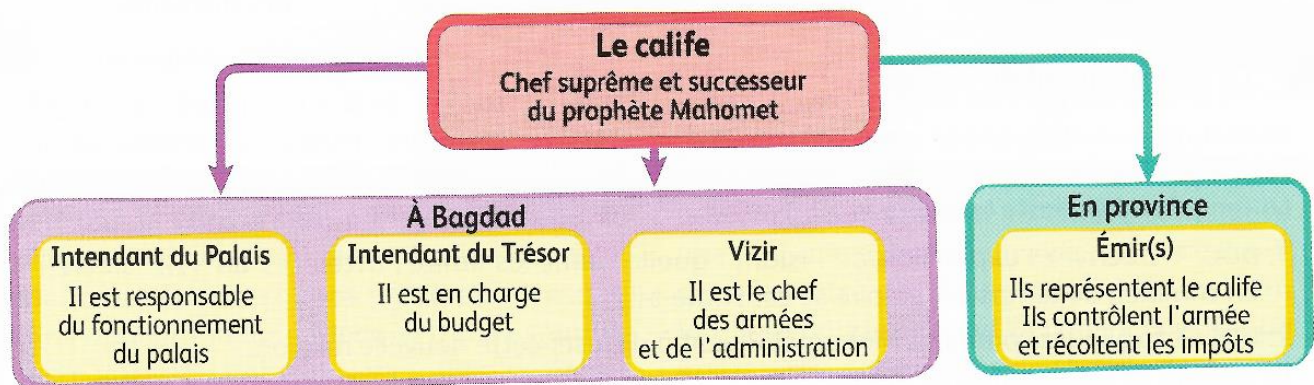 Le calife
Chef suprême et successeur
du prophète Mahomet
À Bagdad
Intendant du Palais
Il est responsable
du fonctionnement
du palais
Intendant du Trésor
Il est en charge
du budget
Vizir
Il est le chef
des armées
et de l'administration
En province
Émir(s)
Ils représentent le calife
Ils contrôlent l'armée
et récoltent les impôts